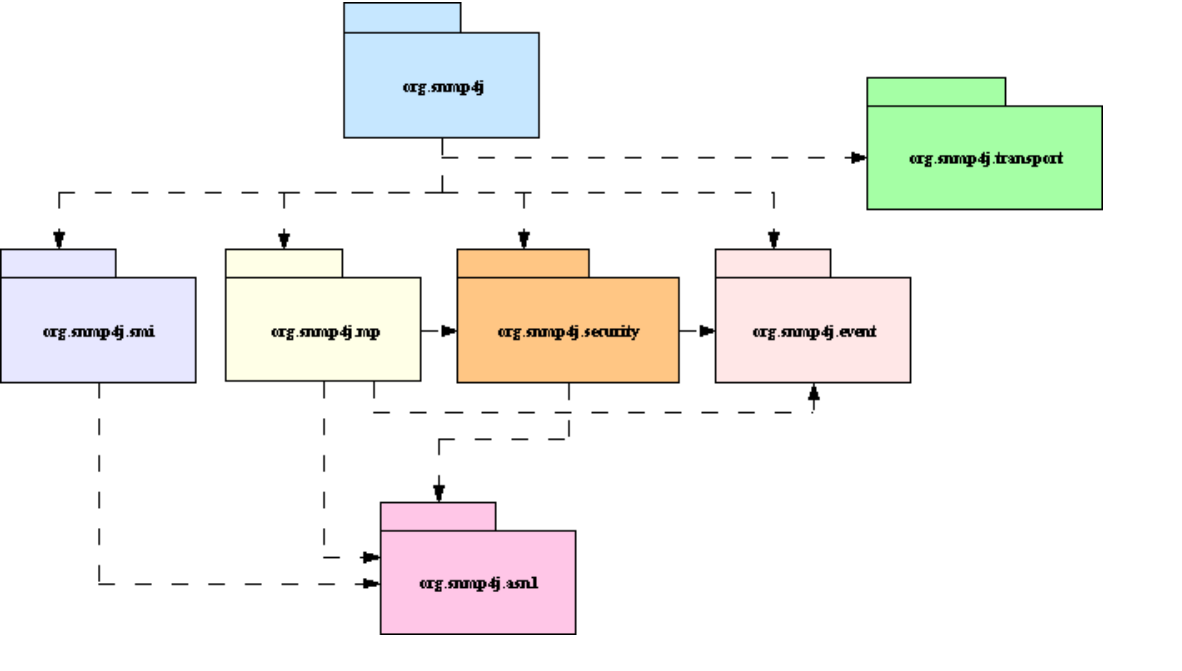 org.snmp4j
org.snmp4j.transport
org.snmp4j.smi
org.snmp4j.mp
org.snmp4j.security
org.snmp4j.event
org.snmp4j.asn1